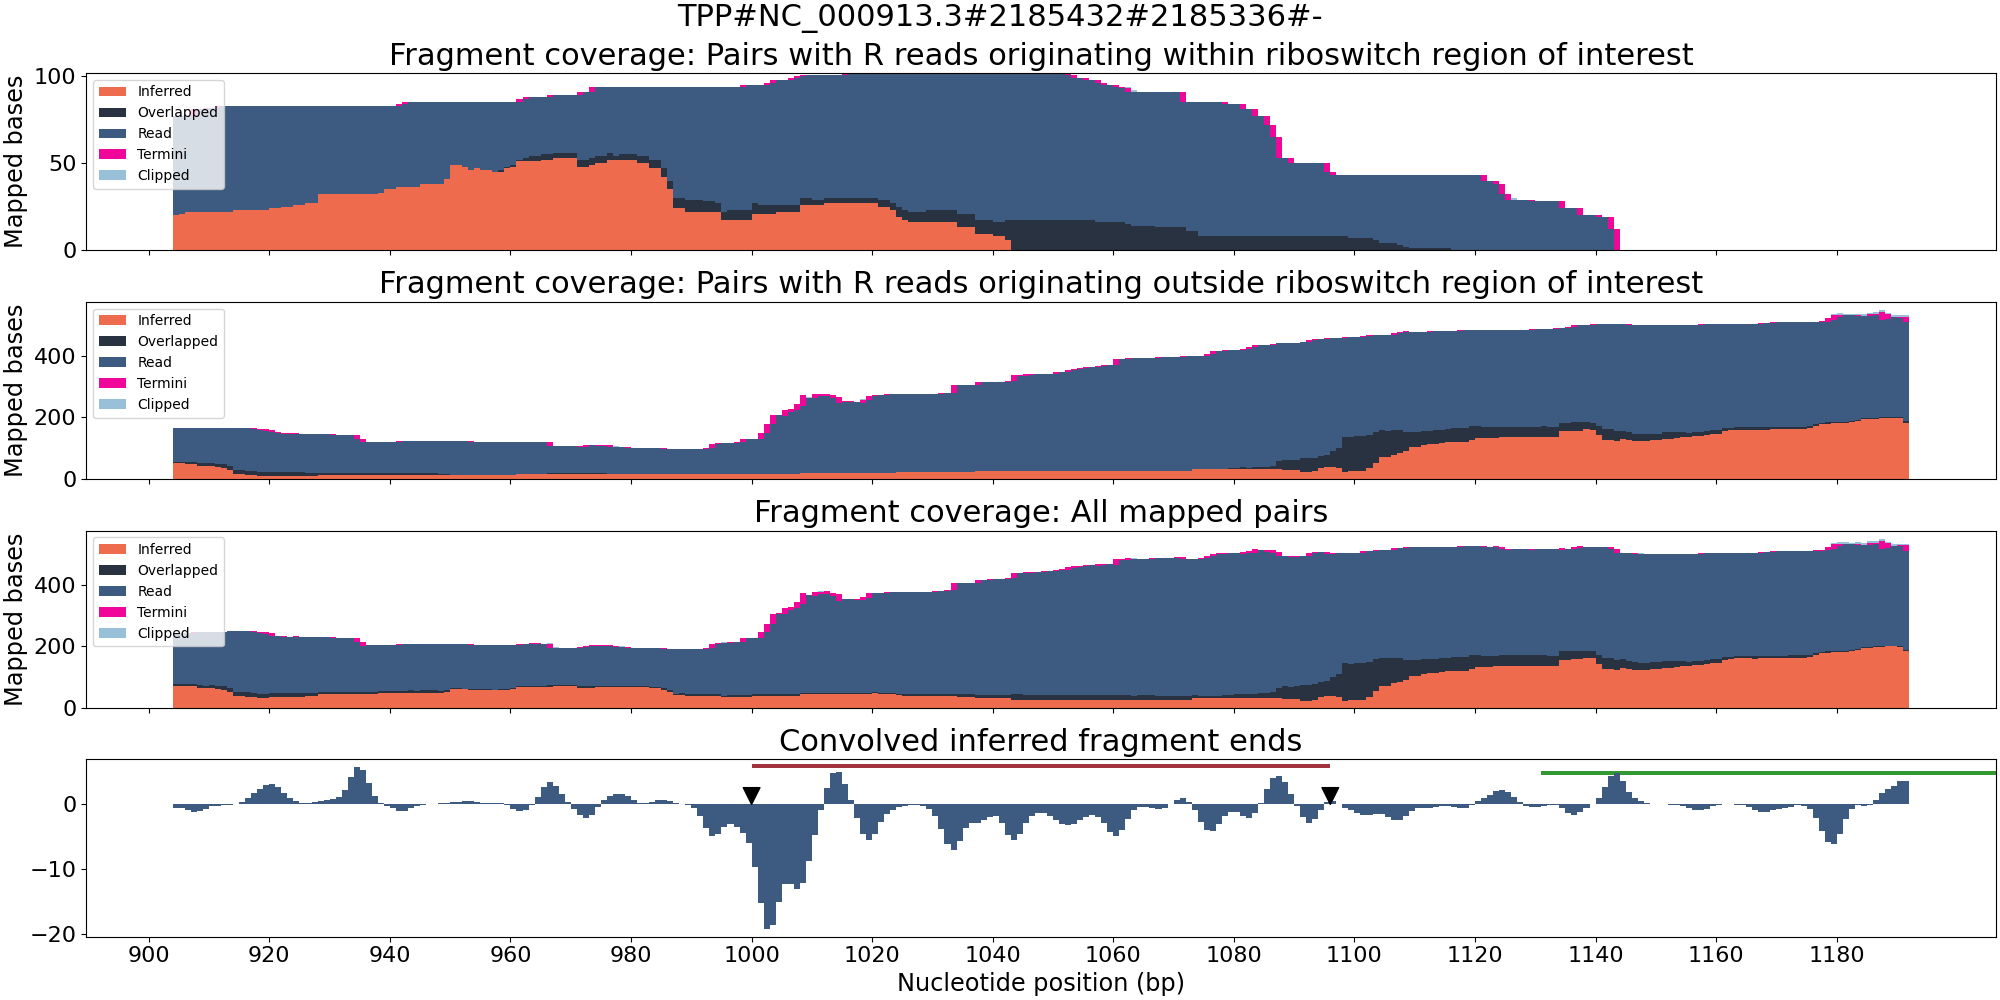 TPP#NC_000913.3#2185432#2185336#-
Fragment coverage: Pairs with R reads originating within riboswitch region of interest
Mapped bases
100
50
0
Inferred
Overlapped
Read
Termini
Clipped
Fragment coverage: Pairs with R reads originating outside riboswitch region of interest
Mapped bases
400
200
0
Inferred
Overlapped
Read
Termini
Clipped
Fragment coverage: All mapped pairs
Mapped bases
400
200
0
Inferred
Overlapped
Read
Termini
Clipped
Convolved inferred fragment ends
0
−10
−20
900 920 940 960 980 1000 1020 1040 1060 1080 1100 1120 1140 1160 1180
Nucleotide position (bp)